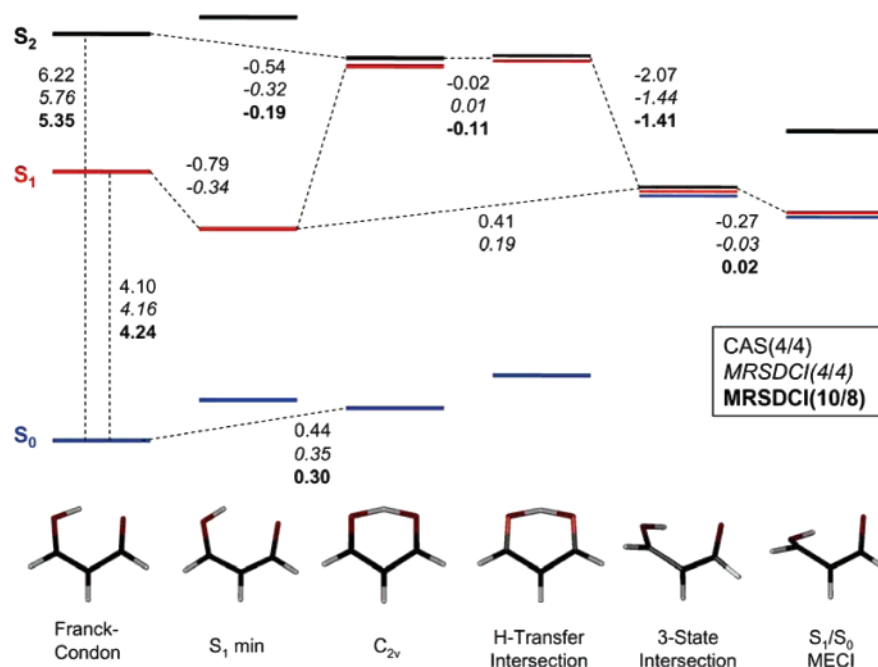 S2
6.22
5.76
5.35
-0.54
-0.32
-0.19
-0.02
0.01
-0.11
-2.07
-1.44
-1.41
S1
-0.79
-0.34
0.41
0.19
-0.27
-0.03
0.02
4.10
4.16
4.24
CAS(4/4)
MRSDCI(4/4)
MRSDCI(10/8)
S0
0.44
0.35
0.30
Franck-
Condon
S1 min
C2v
H-Transfer
Intersection
3-State
Intersection
S1/S0
MECI